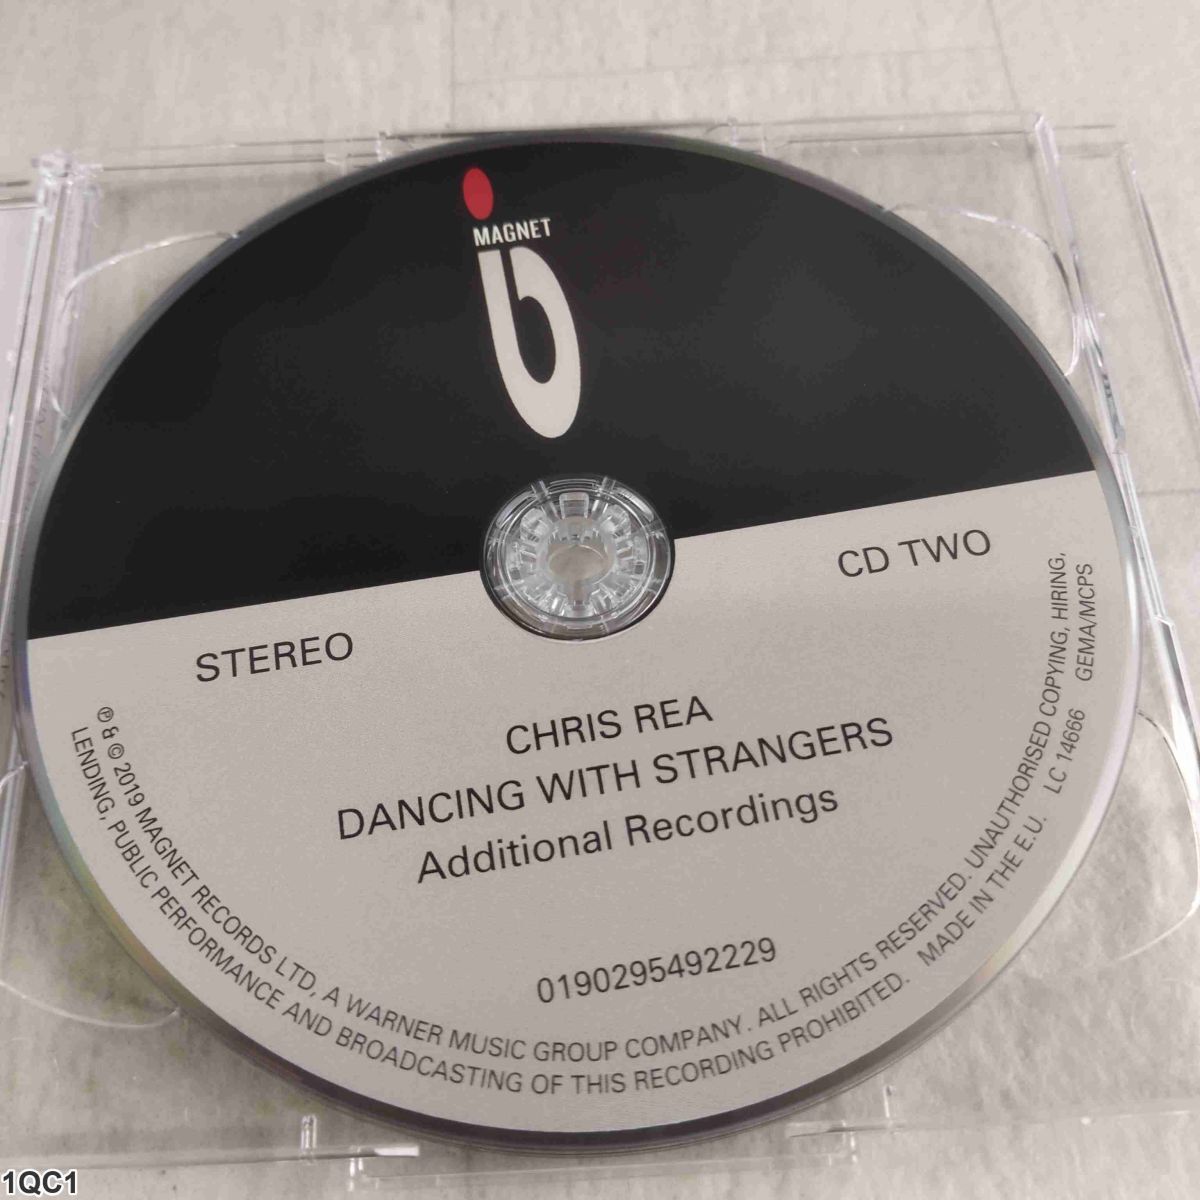 MAGNET
STEREO
CD TWO
CHRIS REA
DANCING WITH STRANGERS
Additional Recordings
0190295492229
℗ & © 2019 MAGNET RECORDS LTD, A WARNER MUSIC GROUP COMPANY. ALL RIGHTS RESERVED. UNAUTHORISED COPYING, HIRING,
LENDING, PUBLIC PERFORMANCE AND BROADCASTING OF THIS RECORDING PROHIBITED. MADE IN THE E.U. LC 14666 GEMA/MCPS
1QC1